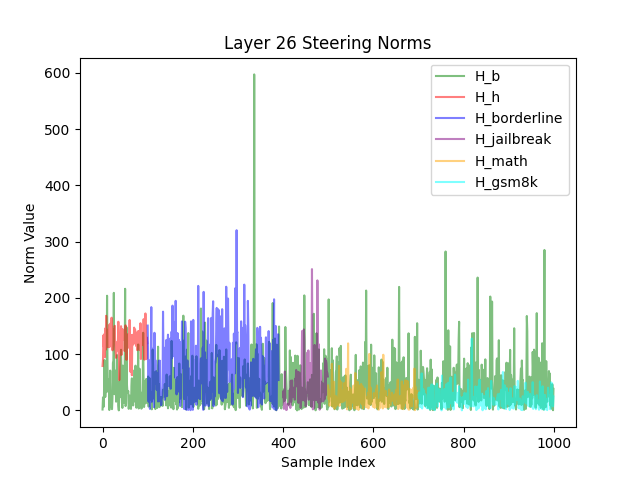 Layer 26 Steering Norms
Norm Value
600
500
400
300
200
100
0
H_b
H_h
H_borderline
H_jailbreak
H_math
H_gsm8k
0 200 400 600 800 1000
Sample Index